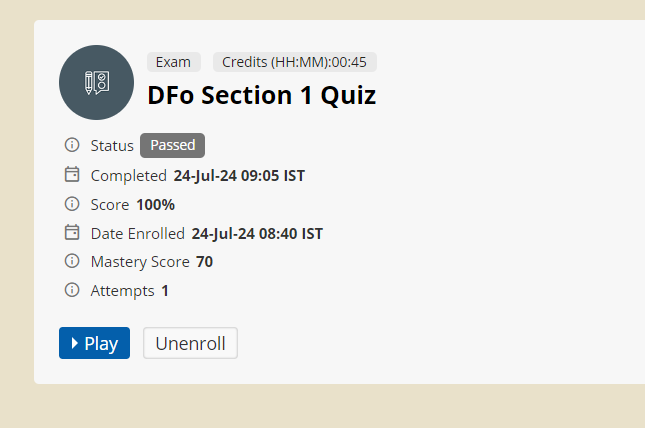 Exam Credits (HH:MM):00:45
DFo Section 1 Quiz
Status Passed
Completed 24-Jul-24 09:05 IST
Score 100%
Date Enrolled 24-Jul-24 08:40 IST
Mastery Score 70
Attempts 1
Play Unenroll